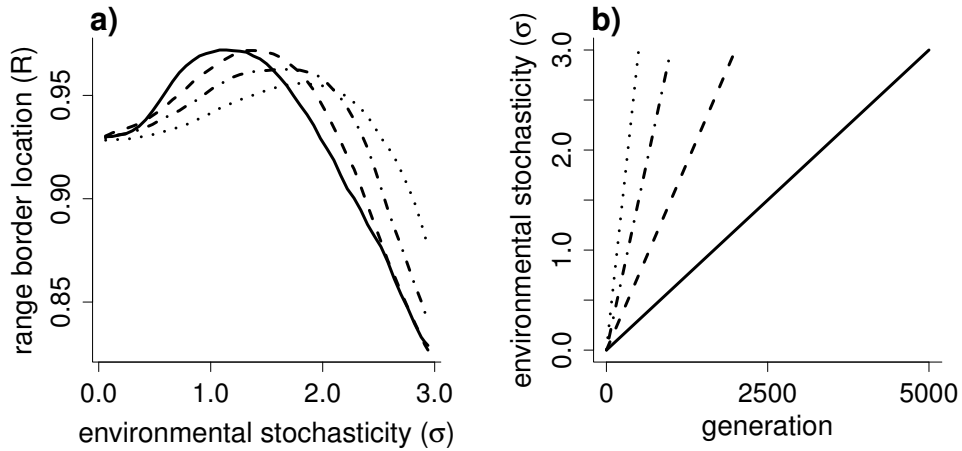 a)
range border location (R)
0.95
0.90
0.85
0.0 1.0 2.0 3.0
environmental stochasticity (σ)
b)
environmental stochasticity (σ)
3.0
2.0
1.0
0.0
0 2500 5000
generation